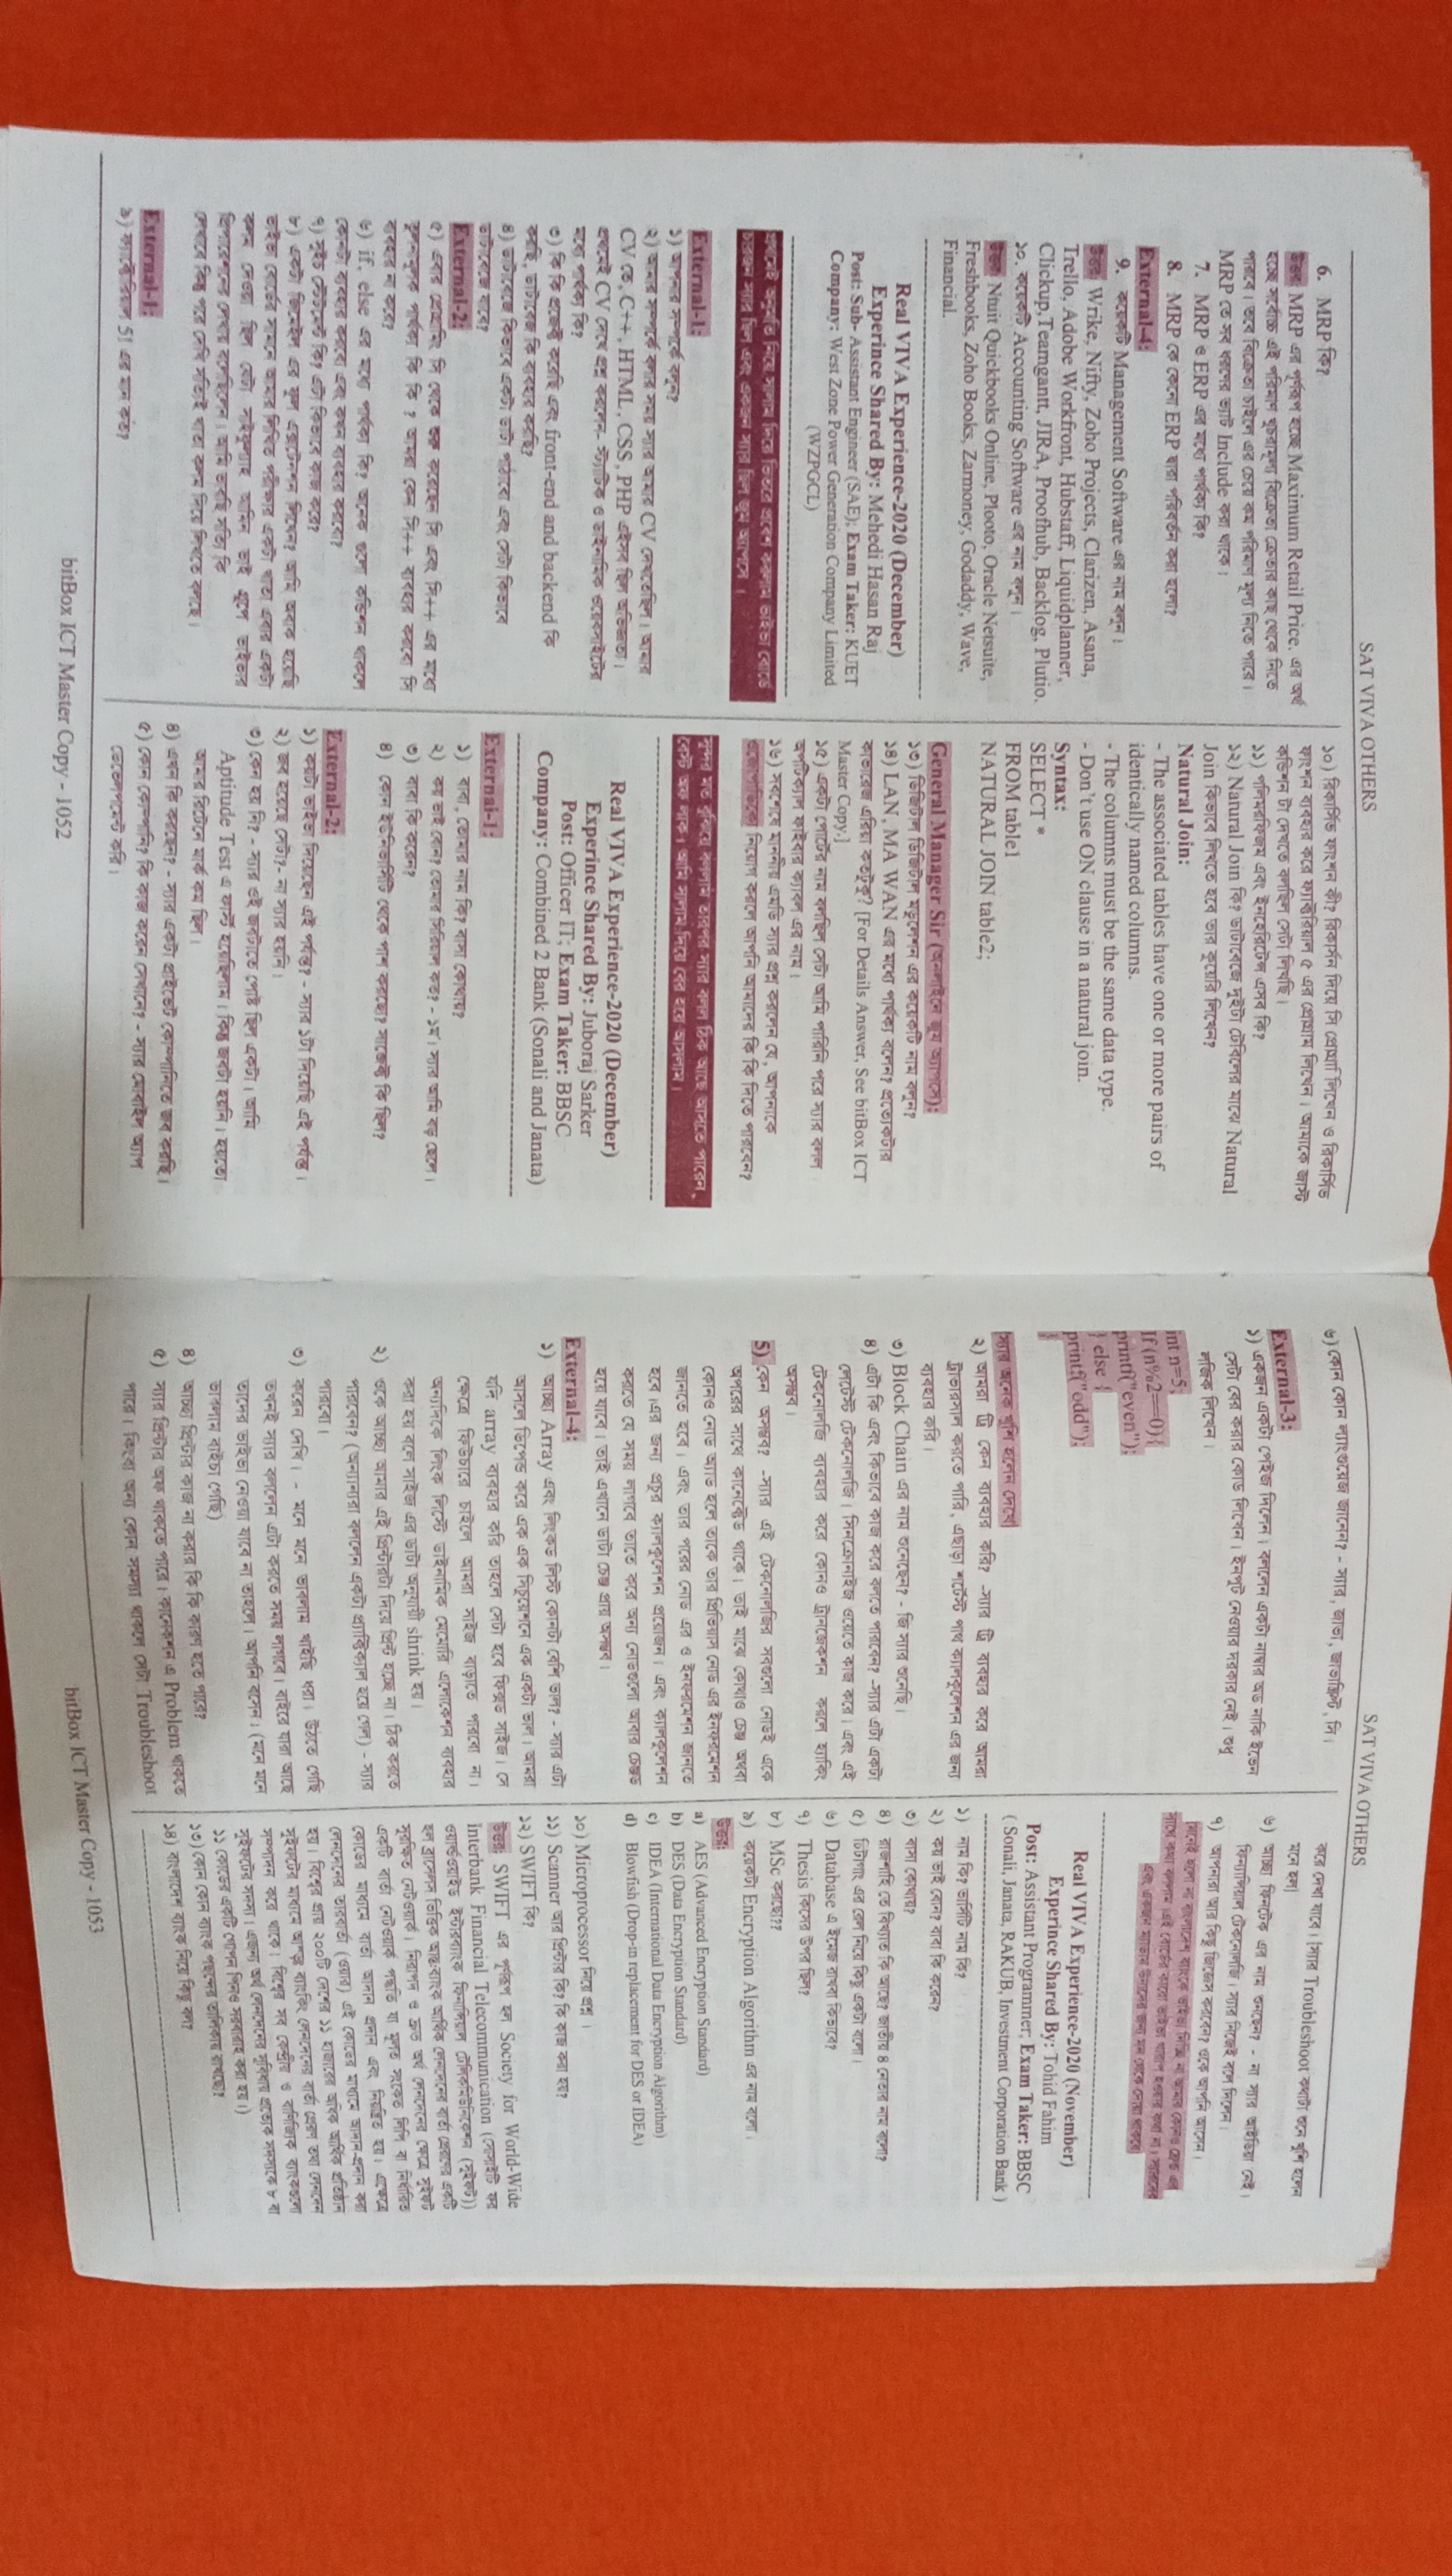 SAT VIVA OTHERS
6. MRP কি?
উত্তর: MRP এর পূর্ণরূপ হচ্ছে Maximum Retail Price. এর অর্থ
হচ্ছে সর্বোচ্চ এই পরিমাণ খুচরামূল্য বিক্রেতা ক্রেতার কাছ থেকে নিতে
পারবে। তবে বিক্রেতা চাইলে এর চেয়ে কম পরিমাণ মূল্য নিতে পারে।
MRP তে সব ধরণের ভ্যাট Include করা থাকে।
7. MRP ও ERP এর মধ্যে পার্থক্য কি?
8. MRP কে কেনো ERP দ্বারা পরিবর্তন করা হলো?
External-4:
9. কয়েকটি Management Software এর নাম বলুন।
উত্তর: Wrike, Nifty, Zoho Projects, Clarizen, Asana,
Trello, Adobe Workfront, Hubstaff, Liquidplanner,
Clickup,Teamgantt, JIRA, Proofhub, Backlog, Plutio.
১০. কয়েকটি Accounting Software এর নাম বলুন।
উত্তর: Ntuit Quickbooks Online, Plooto, Oracle Netsuite,
Freshbooks, Zoho Books, Zarmoney, Godaddy, Wave,
Financial.
Real VIVA Experience-2020 (December)
Experince Shared By: Mehedi Hasan Raj
Post: Sub- Assistant Engineer (SAE); Exam Taker: KUET
Company: West Zone Power Generation Company Limited
(WZPGCL)
প্রথমেই অনুমতি নিয়ে সালাম দিয়ে ভিতরে প্রবেশ করলাম ভাইভা বোর্ডে
চারজন স্যার ছিল এবং একজন স্যার ছিল জুম অ্যাপসে ।
External-1:
১) আপনার সম্পর্কে বলুন?
২) আমার সম্পর্কে বলার সময় স্যার আমার CV দেখতেছিল। আমার
CV তে, C++, HTML, CSS, PHP এইসব ছিল অভিজ্ঞতা।
প্রথমেই CV দেখে প্রশ্ন করলেন- স্ট্যাটিক ও ডাইনামিক ওয়েবসাইটের
মধ্যে পার্থক্য কি?
৩) কি কি প্রজেক্ট করেছি এবং front-end and backend কি
করছি, ডাটাবেজ কি ব্যবহার করছি?
৪) ডাটাবেজে কিভাবে একটা ডাটা পাঠাবো এবং সেটা কিভাবে
ডাটাবেজে যাবে?
External-2:
৫) এবার প্রোগ্রামিং সি থেকে শুরু করেছেন সি এবং সি++ এর মধ্যে
তুলনামূলক পার্থক্য কি কি ? আমরা কেন সি++ ব্যবহার করবো সি
ব্যবহার না করে?
৬) if, else এর মধ্যে পার্থক্য কি? অনেক গুলো কন্ডিশন থাকলে
কোনটা ব্যবহার করবো এবং কখন ব্যবহার করবো?
৭) সুইচ স্টেটমেন্ট কি? এটা কিভাবে কাজ করে?
৮) একটা জিমেইল এর ফুল এক্সটেনশন লিখেন? আমি অবাক হয়েছি
ভাইভা বোর্ডের সামনে আমার লিখিত পরীক্ষার একটা খাতা এবার একটা
কলম দেওয়া ছিল যেটা সাইফুল্যাহ আমিন ভাই গ্রুপে ভাইভার
প্রিপারেশনের লেখায় বলেছিলেন। আমি ভাবছি সত্যি কি
লেখাবে কিন্তু পরে দেখি সত্যিই খাতা কলম দিয়ে লিখতে বলছে।
External-1:
৯) ফ্যাক্টোরিয়াল 5! এর মান কত?
১০) রিকার্সিভ ফাংশন কী? রিকার্সন দিয়ে সি প্রোগ্রা লিখেন ও রিকার্সিভ
ফাংশন ব্যবহার করে ফ্যাক্টরিয়াল ৫ এর প্রোগ্রাম লিখেন। আমাকে জাস্ট
কন্ডিশন টা দেখতে বলছিল সেটা লিখছি।
১১) পলিমরফিজম এবং ইনহেরিটেন্স এসব কি?
১২) Natural Join কি? ডাটাবেজে দুইটা টেবিলের মাঝে Natural
Join কিভাবে লিখতে হবে তার কুয়েরি লিখেন?
Natural Join:
- The associated tables have one or more pairs of
identically named columns.
- The columns must be the same data type.
- Don't use ON clause in a natural join.
Syntax:
SELECT *
FROM table1
NATURAL JOIN table2;
General Manager Sir (অনলাইনে জুম অ্যাপসে):
১৩) ডিজিটাল ডিজিটাল মডুলেশন এর কয়েকটি নাম বলুন?
১৪) LAN, MA WAN এর মধ্যে পার্থক্য বলেন? প্রত্যেকটার
কাভারেজ এরিয়া কতটুকু? [For Details Answer, See bitBox ICT
Master Copy.]
১৫) একটা পোর্টের নাম বলছিল সেটা আমি পারিনি পরে স্যার বলল
অপটিক্যাল ফাইবার ক্যাবল এর নাম।
১৬) সবশেষে মাননীয় এমডি স্যার প্রশ্ন করলেন যে, আপনাকে
ওজোপাডিকো নিয়োগ করলে আপনি আমাদের কি কি দিতে পারবেন?
সুন্দর মত বুঝিয়ে বললাম তারপর স্যার বলল ঠিক আছে আসতে পারেন,
বেস্ট অফ লাক। আমি সালাম দিয়ে বের হয়ে আসলাম।
Real VIVA Experience-2020 (December)
Experince Shared By: Juboraj Sarker
Post: Officer IT; Exam Taker: BBSC
Company: Combined 2 Bank (Sonali and Janata)
External-1:
১) বাবা, তোমার নাম কি? বাসা কোথায়?
২) কয় ভাই বোন? তোমার সিরিয়াল কত? - ১ম। স্যার আমি বড় ছেলে।
৩) বাবা কি করেন?
৪) কোন ইউনিভার্সিটি থেকে পাশ করছো? সাজেক্ট কি ছিল?
External-2:
১) কয়টা ভাইভা দিয়েছেন এই পর্যন্ত? - স্যার ১টা দিয়েছি এই পর্যন্ত।
২) জব হয়েছে সেটা?- না স্যার হয়নি।
৩) কেন হয় নি? - স্যার ওই জবটাতে পোষ্ট ছিল একটা। আমি
Aptitude Test এ ফার্স্ট হয়েছিলাম। কিন্তু জবটা হয়নি। হয়তো
আমার রিটেনে মার্ক কম ছিল।
৪) এখন কি করছেন? - স্যার একটা প্রাইভেট কোম্পানিতে জব করছি।
৫) কোন কোম্পানি? কি কাজ করেন সেখানে? - স্যার মোবাইল অ্যাপ
ডেভেলপমেন্ট করি।
bitBox ICT Master Copy - 1052
SAT VIVA OTHERS
৬) কোন কোন ল্যাংগুয়েজ জানেন? - স্যার, জাভা, জাভাস্ক্রিপ্ট, সি।
External-3:
১) একজন একটা পেইজ দিলেন। বললেন একটা নাম্বার অড নাকি ইভেন
সেটা বের করার কোড লিখেন। ইনপুট নেওয়ার দরকার নেই। শুধু
লজিক লিখেন।
int n=5;
If (n%2==0){
printf("even");
} else {
printf("odd");
}
স্যার অনেক খুশি হলেন দেখে]
২) আমরা ট্রি কেন ব্যবহার করি? -স্যার ট্রি ব্যবহার করে আমরা
ট্রাভারসাল করতে পারি, এছাড়া শর্টেস্ট পাথ ক্যালকুলেশন এর জন্য
ব্যবহার করি।
৩) Block Chain এর নাম শুনেছেন? - জি স্যার শুনেছি।
৪) এটা কি এবং কিভাবে কাজ করে বলতে পারবেন? -স্যার এটা একটা
লেটেস্ট টেকনোলজি। সিনক্রোনাইজ ওয়েতে কাজ করে। এবং এই
টেকনোলজি ব্যবহার করে কোনও ট্রানজেকশন করলে হ্যাকিং
অসম্ভব।
5) কেন অসম্ভব? -স্যার এই টেকনোলজির সবগুলো নোডই একে
অপরের সাথে কানেক্টেড থাকে। তাই মাঝে কোথাও চেঞ্জ অথবা
কোনও নোড অ্যাড হলে তাকে তার প্রিভিয়াস নোড এর ইনফরমেশন
জানতে হবে। এবং তার পরের নোড এর ও ইনফরমেশন জানতে
হবে।এর জন্য প্রচুর ক্যালকুলেশন প্রয়োজন। এবং ক্যালকুলেশন
করতে যে সময় লাগবে তাতে করে অন্য নোডগুলো আবার চেঞ্জড
হয়ে যাবে। তাই এখানে ডাটা চেঞ্জ প্রায় অসম্ভব।
External-4:
১) আচ্ছা Array এবং লিংকড লিস্ট কোনটা বেশি ভাল? - স্যার এটা
আসলে ডিপেন্ড করে এক এক সিচুয়েশনে এক একটা ভাল। আমরা
যদি array ব্যবহার করি তাহলে সেটা হবে ফিক্সড সাইজ। সে
ক্ষেত্রে ফিউচারে চাইলে আমরা সাইজ বাড়াতে পারবো না।
অন্যদিকে লিংক লিস্টে ডাইনামিক মেমোরি এলোকেশন ব্যবহার
করা হয় বলে সাইজ এর ডাটা অনুযায়ী shrink হয়।
২) ওকে আচ্ছা আমার এই প্রিন্টারটা দিয়ে প্রিন্ট হচ্ছে না। ঠিক করতে
পারবেন? (অন্যান্যরা বললেন একটা প্র্যাক্টিক্যাল হয়ে গেল) - স্যার
পারবো।
৩) করেন দেখি। - মনে মনে ভাবলাম খাইছি ধরা। উঠতে গেছি
তখনই স্যার বললেন এটা করতে সময় লাগবে। বাইরে যারা আছে
তাদের ভাইভা নেওয়া যাবে না তাহলে। আপনি বসেন। (মনে মনে
ভাবলাম বাইচা গেছি)
৪) আচ্ছা প্রিন্টার কাজ না করার কি কি কারণ হতে পারে?
৫) স্যার প্রিন্টার অফ থাকতে পারে। কানেকশন এ Problem থাকতে
পারে। কিংবা অন্য কোন সমস্যা থাকলে সেটা Troubleshoot
করে দেখা যাবে। [স্যার Troubleshoot কথাটা শুনে খুশি হলেন
মনে হল]
৬) আচ্ছা ফিনটেক এর নাম শুনছেন? - না স্যার আইডিয়া নেই।
ফিন্যান্সিয়াল টেকনোলজি। স্যার নিজেই বলে দিলেন।
৭) আপনারা আর কিছু জিজ্ঞেস করবেন? ওকে আপনি আসেন।
[মনেই হলো না বাংলাদেশ ব্যাংকে ভাইভা দিচ্ছি না আমার কোনও ফ্রেন্ড এর
সাথে কথা বললাম।এই বোর্ডের কারো ভাইভা খারাপ হওয়ার কথা না। স্যারদের
এবং একজন ম্যাডাম উনাদের জন্য মন থেকে দোয়া থাকবে]
Real VIVA Experience-2020 (November)
Experince Shared By: Tohid Fahim
Post: Assistant Programmer; Exam Taker: BBSC
( Sonali, Janata, RAKUB, Investment Corporation Bank )
১) নাম কি? ভার্সিটি নাম কি?
২) কয় ভাই বোন? বাবা কি করেন?
৩) বাসা কোথায়?
৪) রাজশাহি তে বিখ্যাত কি আছে? জাতীয় ৪ নেতার নাম বলো?
৫) চিটাগাং এর রেল নিয়ে কিছু একটা বলো।
৬) Database এ ইমেজ রাখবা কিভাবে?
৭) Thesis কিসের উপর ছিল?
৮) MSc করছো??
৯) কয়েকটা Encryption Algorithm এর নাম বলো।
উত্তর:
a) AES (Advanced Encryption Standard)
b) DES (Data Encryption Standard)
c) IDEA (International Data Encryption Algorithm)
d) Blowfish (Drop-in replacement for DES or IDEA)
১০) Microprocessor নিয়ে প্রশ্ন ।
১১) Scanner আর প্রিন্টার কি? কি কাজ করা হয়?
১২) SWIFT কি?
উত্তর: SWIFT এর পূর্ণরূপ হল Society for World-Wide
Interbank Financial Telecommunication (সোসাইটি ফর
ওয়ার্ল্ডওয়াইড ইন্টারব্যাংক ফিনান্সিয়াল টেলিকমিউনিকেশন (সুইফট))
হল ব্রাসেলস ভিত্তিক আন্তঃব্যাংক আর্থিক লেনদেনের বার্তা প্রেরণের একটি
সুরক্ষিত নেটওয়ার্ক। নিরাপদ ও দ্রুত অর্থ লেনদেনের ক্ষেত্রে সুইফট
একটি বার্তা নেটওয়ার্ক পদ্ধতি যা মূলত সংকেত লিপি বা নির্ধারিত
কোডের মাধ্যমে বার্তা আদান প্রদান এবং নিয়ন্ত্রিত হয়। এক্ষেত্রে
লেনদেনের তারবার্তা (ওয়ার) এই কোডের মাধ্যমে আদান-প্রদান করা
হয়। বিশ্বের প্রায় ২০০টি দেশের ১১ হাজারের অধিক আর্থিক প্রতিষ্ঠান
সুইফটের মাধ্যমে আন্তঃ ব্যাংকিং লেনদেনের বার্তা প্রেরণ তথা লেনদেন
সম্পাদন করে থাকে। বিশ্বের সব কেন্দ্রীয় ও বাণিজ্যিক ব্যাংকগুলো
সুইফটের সদস্য। এজন্য অর্থ লেনদেনের সুবিধায় প্রত্যেক সদস্যকে ৮ বা
১১ কোডের একটি গোপন পিনও সরবারাহ করা হয়।)
১৩) কোন কোন ব্যাংক পছন্দের তালিকায় রাখছো?
১৪) বাংলাদেশ ব্যাংক নিয়ে কিছু বল?
bitBox ICT Master Copy - 1053